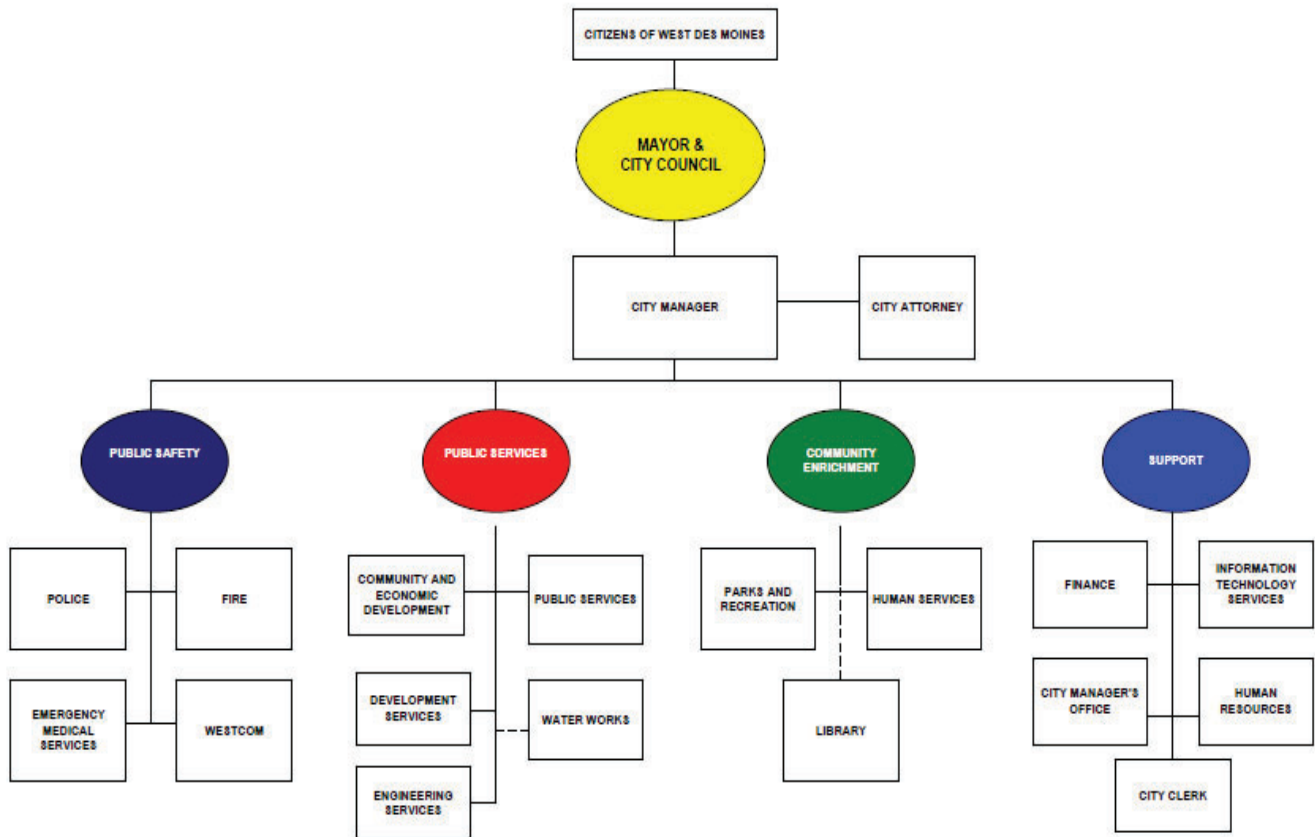 CITIZENS OF WEST DES MOINES
MAYOR &
CITY COUNCIL
CITY MANAGER
CITY ATTORNEY
PUBLIC SAFETY
PUBLIC SERVICES
COMMUNITY
ENRICHMENT
SUPPORT
POLICE
FIRE
COMMUNITY AND
ECONOMIC
DEVELOPMENT
PUBLIC SERVICES
PARKS AND
RECREATION
HUMAN SERVICES
FINANCE
INFORMATION
TECHNOLOGY
SERVICES
EMERGENCY
MEDICAL
SERVICES
WESTCOM
DEVELOPMENT
SERVICES
WATER WORKS
LIBRARY
CITY MANAGER'S
OFFICE
HUMAN
RESOURCES
ENGINEERING
SERVICES
CITY CLERK